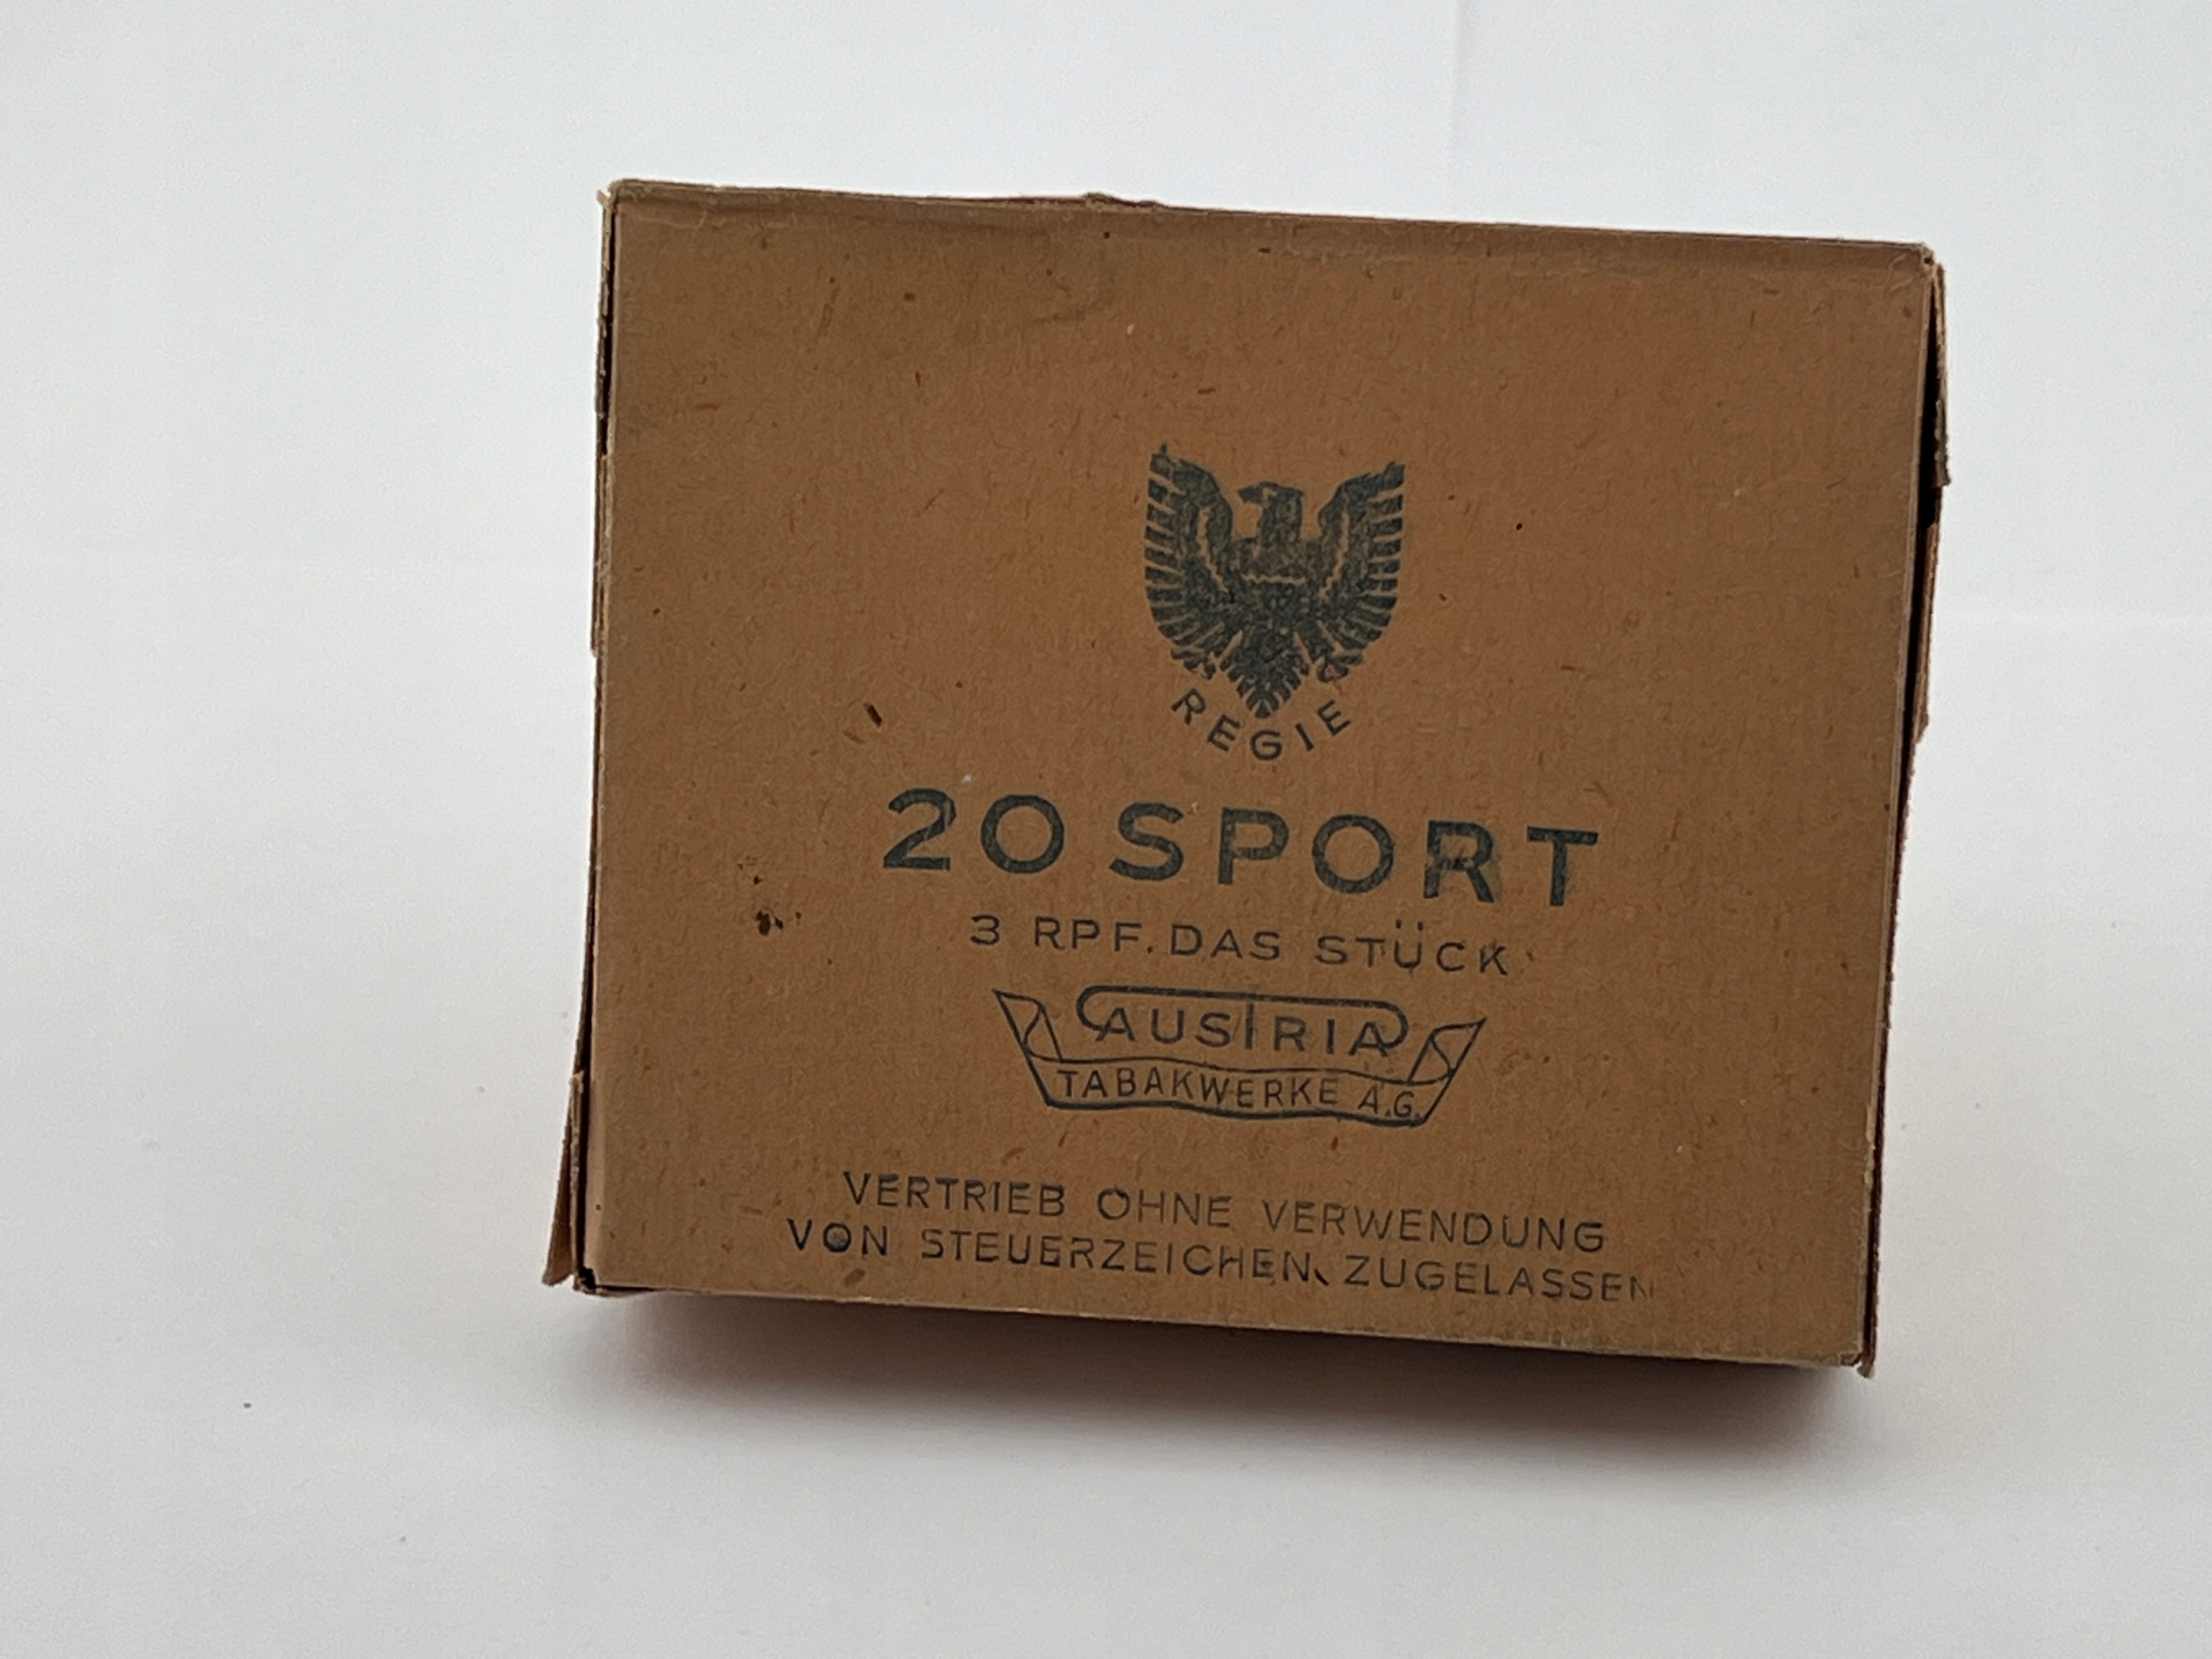 REGIE
20 SPORT
3 RPF. DAS STÜCK
AUSTRIA
TABAKWERKE A.G.
VERTRIEB OHNE VERWENDUNG
VON STEUERZEICHEN ZUGELASSEN